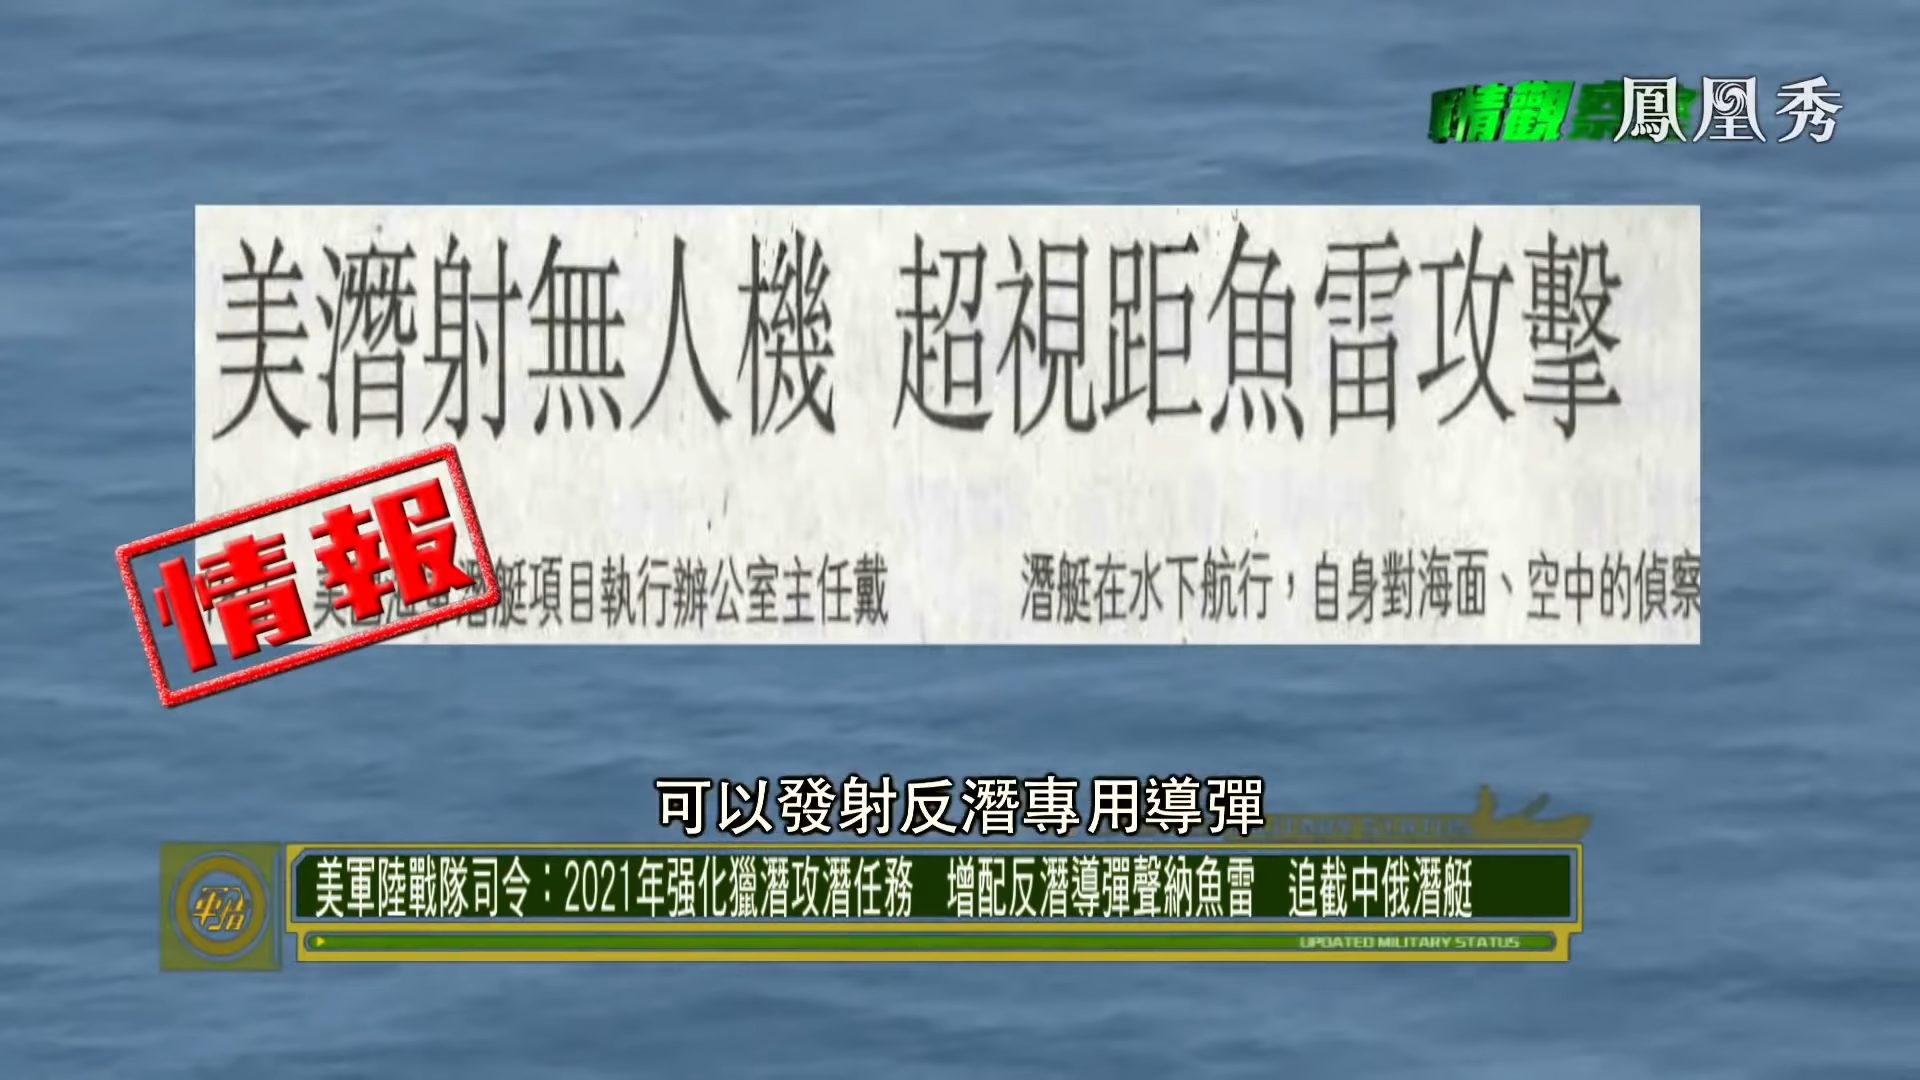 情觀察
鳳凰秀
美潛射無人機 超視距魚雷攻擊
情報
潛艇項目執行辦公室主任戴
潛艇在水下航行，自身對海面、空中的偵察
可以發射反潛專用導彈
美軍陸戰隊司令：2021年强化獵潛攻潛任務 增配反潛導彈聲納魚雷 追截中俄潛艇
UPDATED MILITARY STATUS